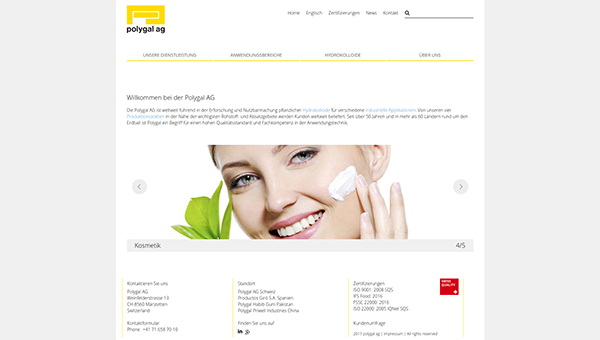 polygal ag
Home Englisch Zertifizierungen News Kontakt
UNSERE DIENSTLEISTUNG ANWENDUNGSBEREICHE HYDROKOLLOIDE ÜBER UNS
Willkommen bei der Polygal AG
Die Polygal AG ist weltweit führend in der Erforschung und Nutzbarmachung pflanzlicher Hydrokolloide für verschiedene industrielle Applikationen. Von unseren vier
Produktionsstätten in der Nähe der wichtigsten Rohstoff- und Absatzgebiete werden Kunden weltweit beliefert. Seit über 56 Jahren und in mehr als 60 Ländern rund um den
Erdball ist Polygal ein Begriff für einen hohen Qualitätsstandard und Fachkompetenz in der Anwendungstechnik.
Kosmetik 4/5
Kontaktieren Sie uns
Polygal AG
Weinfelderstrasse 13
CH 8560 Märstetten
Switzerland
Kontaktformular
Phone +41 71 658 70 10
Standort
Polygal AG Schweiz
Productos Giró S.A. Spanien
Polygal Habib Gum Pakistan
Polygal Priwell Industries China
Finden Sie uns auf
in
Zertifizierungen
ISO 9001: 2008 SQS
IFS Food: 2016
FSSC 22000: 2016
ISO 22000: 2005 IQNet SQS
Kundenumfrage
2017 polygal ag | Impressum | All rights reserved
SWISS
QUALITY